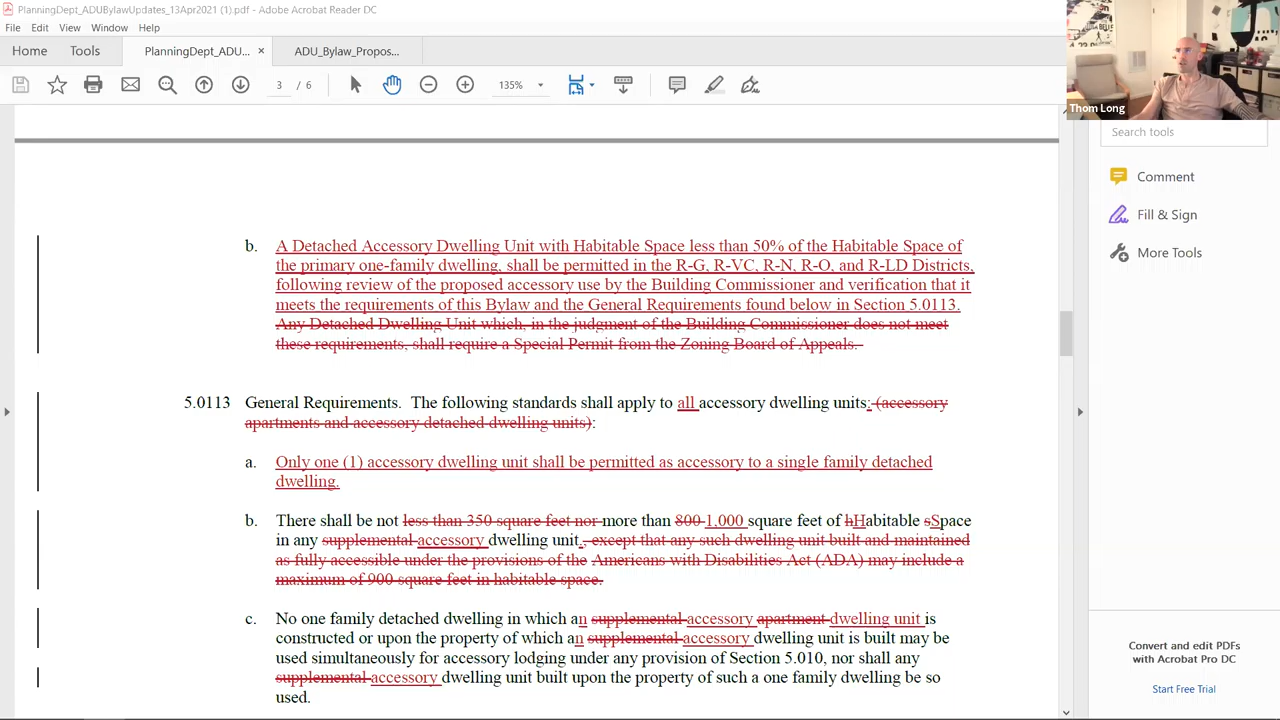 PlanningDept_ADUBylawUpdates_13Apr2021 (1).pdf - Adobe Acrobat Reader DC
File Edit View Window Help
Home Tools PlanningDept_ADU... × ADU_Bylaw_Propos...
3 / 6 135%
Thom Long
Search tools
Comment
Fill & Sign
More Tools
b. A Detached Accessory Dwelling Unit with Habitable Space less than 50% of the Habitable Space of
the primary one-family dwelling, shall be permitted in the R-G, R-VC, R-N, R-O, and R-LD Districts,
following review of the proposed accessory use by the Building Commissioner and verification that it
meets the requirements of this Bylaw and the General Requirements found below in Section 5.0113.
Any Detached Dwelling Unit which, in the judgment of the Building Commissioner does not meet
these requirements, shall require a Special Permit from the Zoning Board of Appeals.
5.0113 General Requirements. The following standards shall apply to all accessory dwelling units: (accessory
apartments and accessory detached dwelling units):
a. Only one (1) accessory dwelling unit shall be permitted as accessory to a single family detached
dwelling.
b. There shall be not less than 350 square feet nor more than 800 1,000 square feet of hHabitable sSpace
in any supplemental accessory dwelling unit., except that any such dwelling unit built and maintained
as fully accessible under the provisions of the Americans with Disabilities Act (ADA) may include a
maximum of 900 square feet in habitable space.
c. No one family detached dwelling in which an supplemental accessory apartment dwelling unit is
constructed or upon the property of which an supplemental accessory dwelling unit is built may be
used simultaneously for accessory lodging under any provision of Section 5.010, nor shall any
supplemental accessory dwelling unit built upon the property of such a one family dwelling be so
used.
Convert and edit PDFs
with Acrobat Pro DC
Start Free Trial